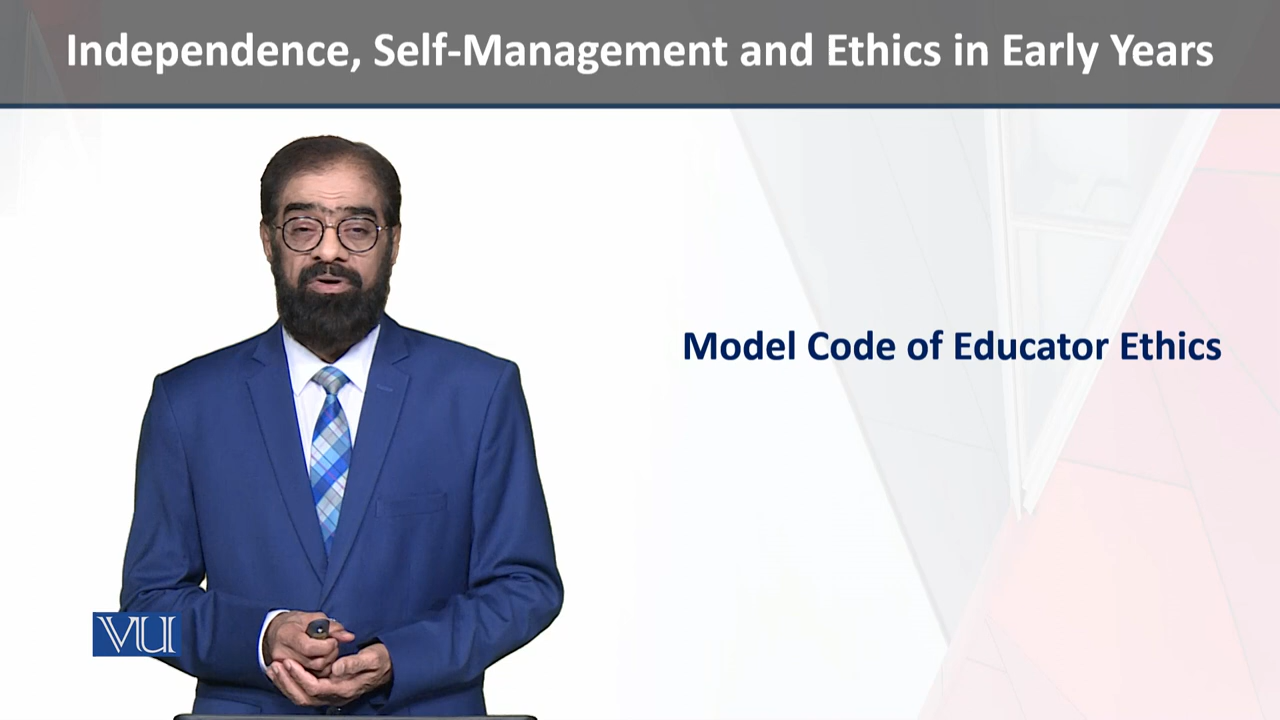 Independence, Self-Management and Ethics in Early Years
Model Code of Educator Ethics
VU